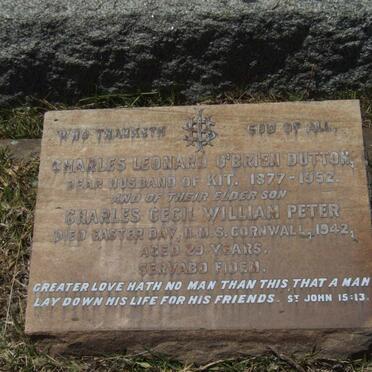 WHO THANKETH GOD OF ALL,
CHARLES LEONARD O'BRIEN DUTTON,
DEAR HUSBAND OF KIT. 1877-1952.
AND OF THEIR ELDER SON
CHARLES CECIL WILLIAM PETER
DIED EASTER DAY, H.M.S. CORNWALL, 1942,
AGED 29 YEARS.
SERVABO FIDEM.
GREATER LOVE HATH NO MAN THAN THIS, THAT A MAN
LAY DOWN HIS LIFE FOR HIS FRIENDS. ST JOHN 15:13.